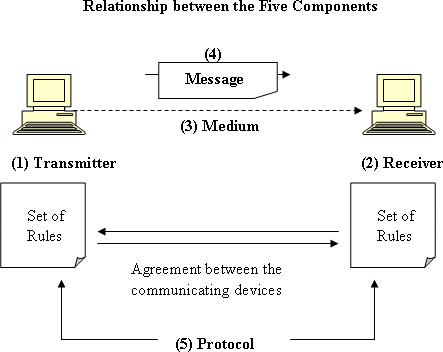 Relationship between the Five Components
(4)
Message
(3) Medium
(1) Transmitter
(2) Receiver
Set of
Rules
Set of
Rules
Agreement between the
communicating devices
(5) Protocol